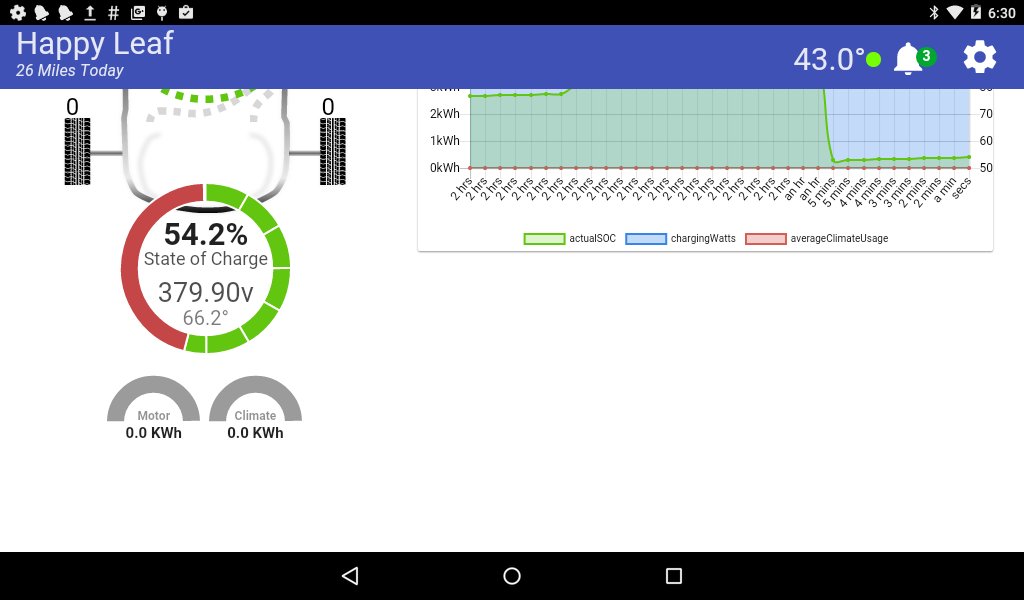 6:30
Happy Leaf
26 Miles Today
43.0°
3
0
0
2kWh
1kWh
0kWh
70
60
50
2 hrs 2 hrs 2 hrs 2 hrs 2 hrs 2 hrs 2 hrs 2 hrs 2 hrs 2 hrs 2 hrs 2 hrs 2 hrs 2 hrs 2 hrs 2 hrs 2 hrs 2 hrs 2 hrs 2 hrs 2 hrs 2 hrs an hr an hr 5 mins 5 mins 4 mins 4 mins 3 mins 3 mins 2 mins 2 mins a min secs
actualSOC chargingWatts averageClimateUsage
54.2%
State of Charge
379.90v
66.2°
Motor Climate
0.0 KWh 0.0 KWh